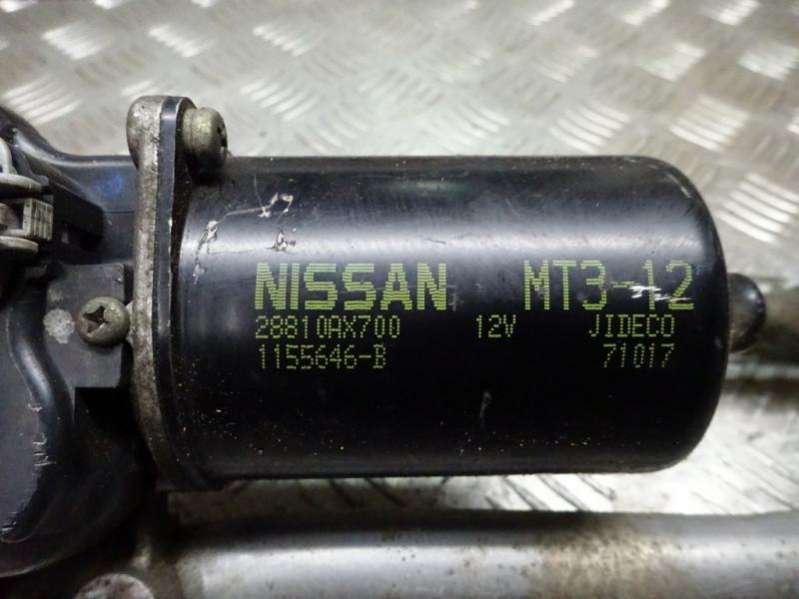 NISSAN MT3-12
28810AX700 12V JIDECO
1155646-B 71017